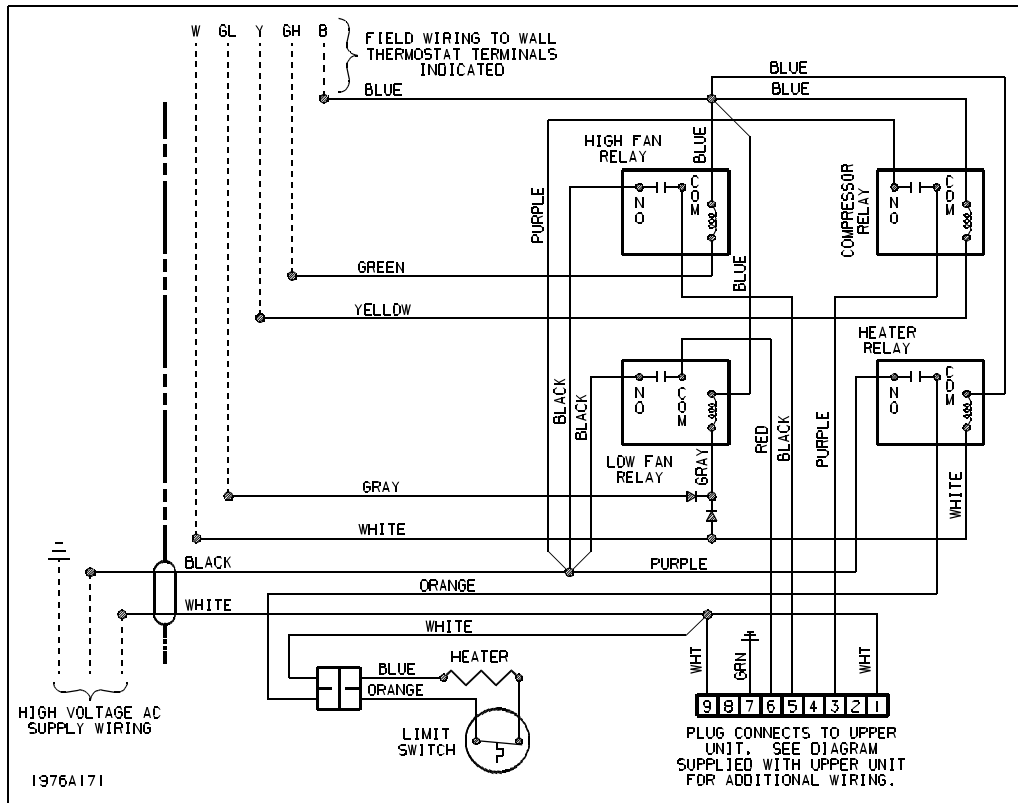 W GL Y GH B
FIELD WIRING TO WALL
THERMOSTAT TERMINALS
INDICATED
BLUE
BLUE
BLUE
HIGH FAN
RELAY
BLUE
PURPLE
NO
COM
COMPRESSOR
RELAY
NO
COM
GREEN
BLUE
YELLOW
HEATER
RELAY
NO
COM
NO
COM
BLACK
BLACK
RED
BLACK
PURPLE
LOW FAN
RELAY
GRAY
GRAY
WHITE
WHITE
BLACK
PURPLE
ORANGE
WHITE
WHITE
BLUE
HEATER
ORANGE
WHT
GRN
WHT
HIGH VOLTAGE AC
SUPPLY WIRING
LIMIT
SWITCH
9 8 7 6 5 4 3 2 1
PLUG CONNECTS TO UPPER
UNIT. SEE DIAGRAM
SUPPLIED WITH UPPER UNIT
FOR ADDITIONAL WIRING.
1976A171